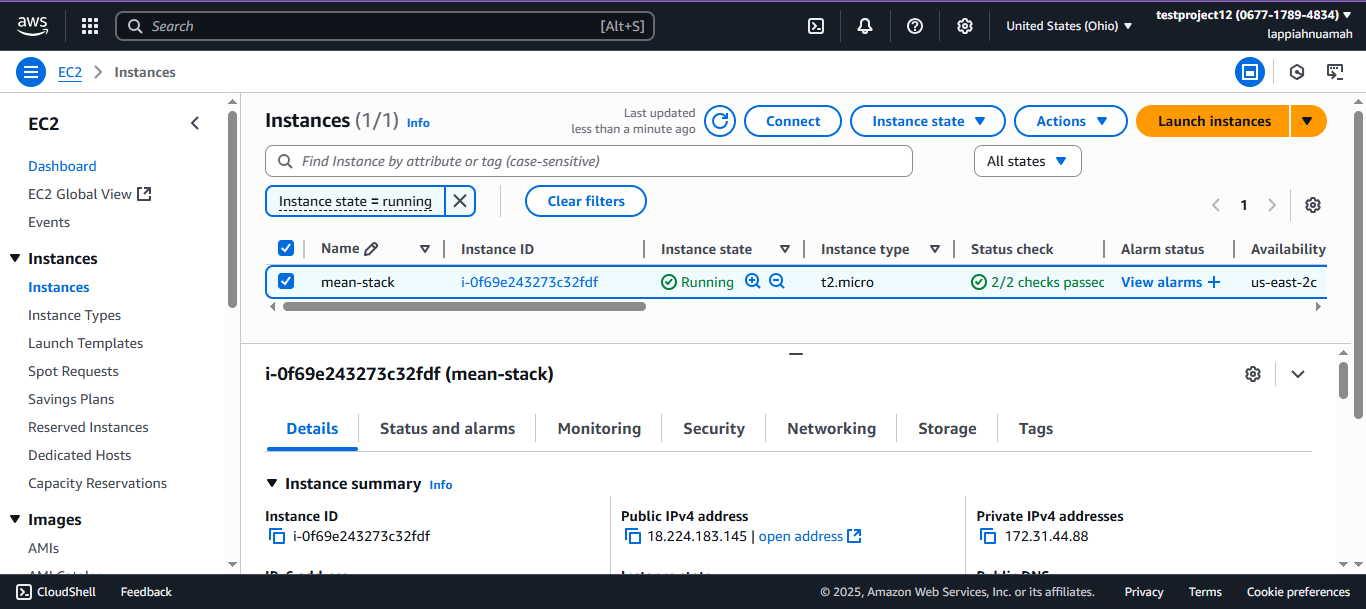 aws
Search [Alt+S]
United States (Ohio)
testproject12 (0677-1789-4834)
lappiahnuamah
EC2 Instances
EC2
Dashboard
EC2 Global View
Events
Instances
Instances
Instance Types
Launch Templates
Spot Requests
Savings Plans
Reserved Instances
Dedicated Hosts
Capacity Reservations
Images
AMIs
Instances (1/1) Info
Last updated
less than a minute ago
Connect
Instance state
Actions
Launch instances
Find Instance by attribute or tag (case-sensitive)
All states
Instance state = running
Clear filters
1
Name Instance ID Instance state Instance type Status check Alarm status Availability
mean-stack i-0f69e243273c32fdf Running t2.micro 2/2 checks passec View alarms + us-east-2c
i-0f69e243273c32fdf (mean-stack)
Details Status and alarms Monitoring Security Networking Storage Tags
Instance summary Info
Instance ID
i-0f69e243273c32fdf
Public IPv4 address
18.224.183.145 | open address
Private IPv4 addresses
172.31.44.88
CloudShell Feedback © 2025, Amazon Web Services, Inc. or its affiliates. Privacy Terms Cookie preferences